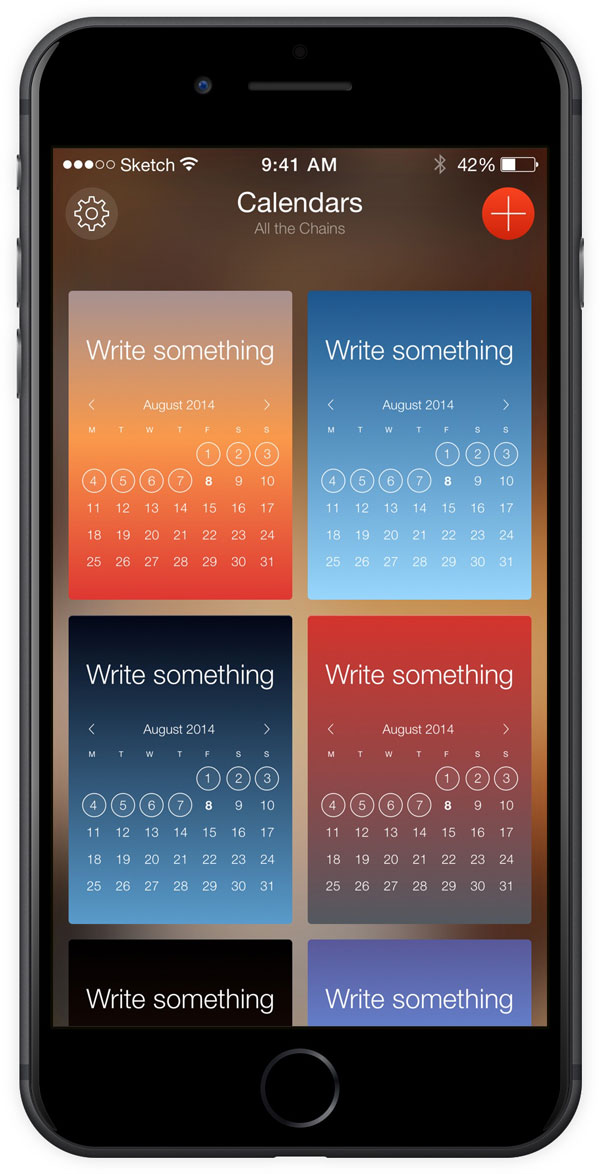 Sketch 9:41 AM 42%
Calendars
All the Chains
Write something
August 2014
M T W T F S S
1 2 3
4 5 6 7 8 9 10
11 12 13 14 15 16 17
18 19 20 21 22 23 24
25 26 27 28 29 30 31
Write something
August 2014
M T W T F S S
1 2 3
4 5 6 7 8 9 10
11 12 13 14 15 16 17
18 19 20 21 22 23 24
25 26 27 28 29 30 31
Write something
August 2014
M T W T F S S
1 2 3
4 5 6 7 8 9 10
11 12 13 14 15 16 17
18 19 20 21 22 23 24
25 26 27 28 29 30 31
Write something
August 2014
M T W T F S S
1 2 3
4 5 6 7 8 9 10
11 12 13 14 15 16 17
18 19 20 21 22 23 24
25 26 27 28 29 30 31
Write something
Write something